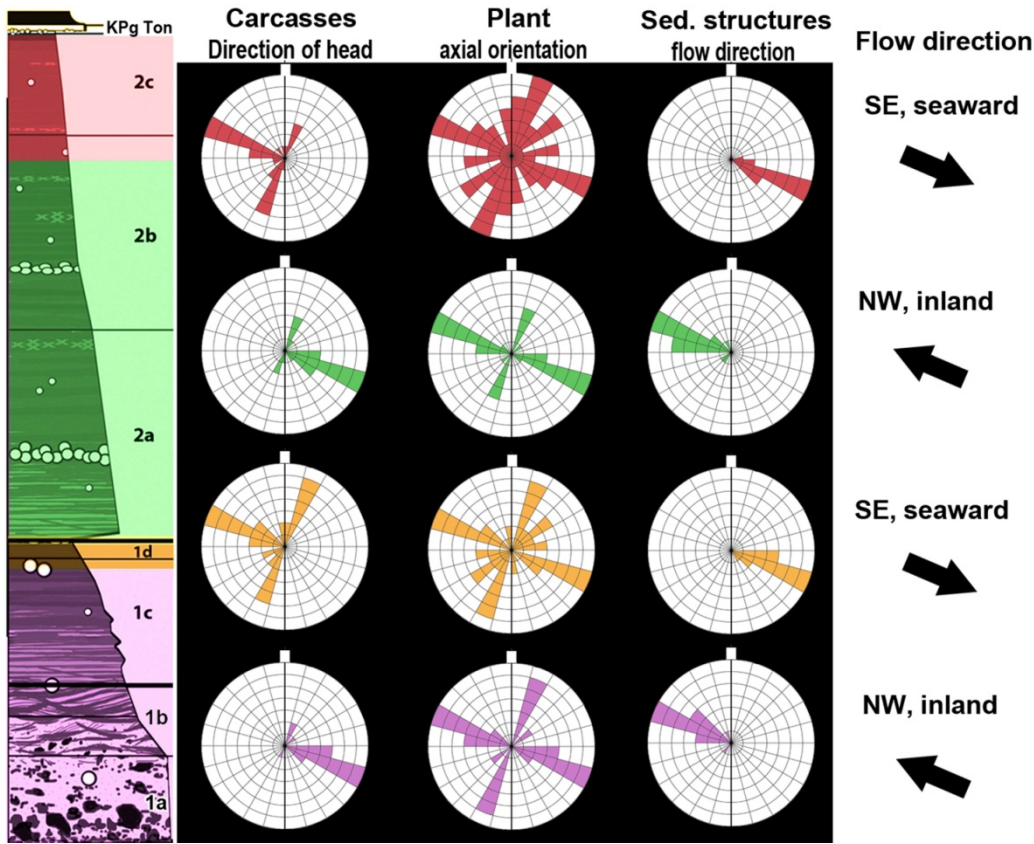 KPg Ton
Carcasses
Direction of head
Plant
axial orientation
Sed. structures
flow direction
Flow direction
2c
SE, seaward
2b
NW, inland
2a
SE, seaward
1d
1c
1b
NW, inland
1a